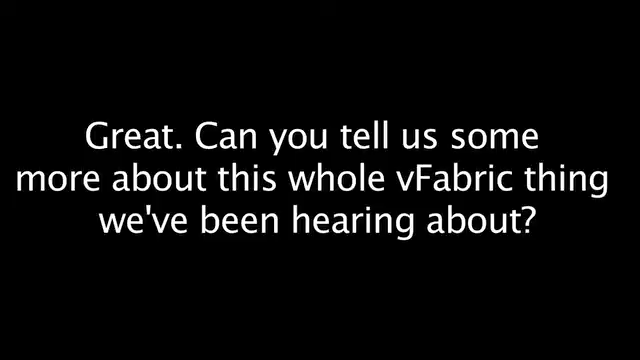 Great. Can you tell us some
more about this whole vFabric thing
we've been hearing about?